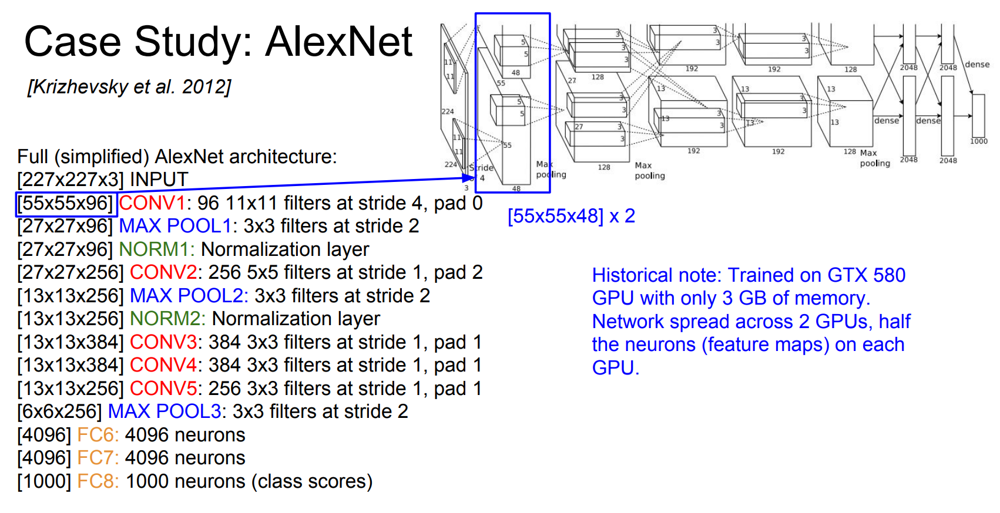 Case Study: AlexNet
[Krizhevsky et al. 2012]
Full (simplified) AlexNet architecture:
[227x227x3] INPUT
[55x55x96] CONV1: 96 11x11 filters at stride 4, pad 0
[27x27x96] MAX POOL1: 3x3 filters at stride 2
[27x27x96] NORM1: Normalization layer
[27x27x256] CONV2: 256 5x5 filters at stride 1, pad 2
[13x13x256] MAX POOL2: 3x3 filters at stride 2
[13x13x256] NORM2: Normalization layer
[13x13x384] CONV3: 384 3x3 filters at stride 1, pad 1
[13x13x384] CONV4: 384 3x3 filters at stride 1, pad 1
[13x13x256] CONV5: 256 3x3 filters at stride 1, pad 1
[6x6x256] MAX POOL3: 3x3 filters at stride 2
[4096] FC6: 4096 neurons
[4096] FC7: 4096 neurons
[1000] FC8: 1000 neurons (class scores)
11
11
5
5
48
55
3
3
3
3
128
27
3
3
192
3
3
192
128
2048
2048
dense
224
11
11
224
3
Stride
of 4
5
5
55
48
Max
pooling
3
3
27
3
3
128
Max
pooling
13
13
3
3
192
13
13
3
3
192
13
13
128
Max
pooling
dense
dense
2048
2048
1000
[55x55x48] x 2
Historical note: Trained on GTX 580
GPU with only 3 GB of memory.
Network spread across 2 GPUs, half
the neurons (feature maps) on each
GPU.